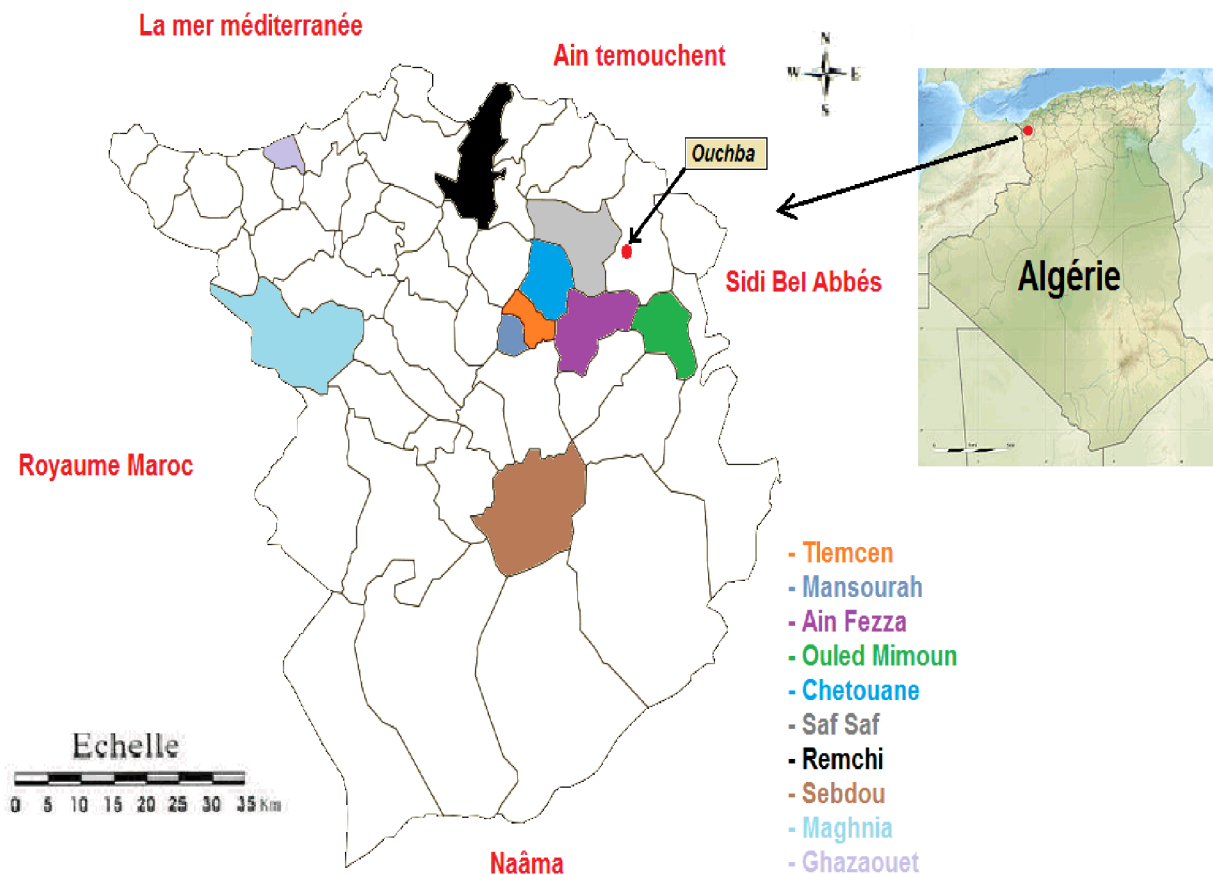 La mer méditerranée
Ain temouchent
N
W E
S
Ouchba
Algérie
Sidi Bel Abbés
Royaume Maroc
- Tlemcen
- Mansourah
- Ain Fezza
- Ouled Mimoun
- Chetouane
- Saf Saf
- Remchi
- Sebdou
- Maghnia
- Ghazaouet
Echelle
0 5 10 15 20 25 30 35 Km
Naâma